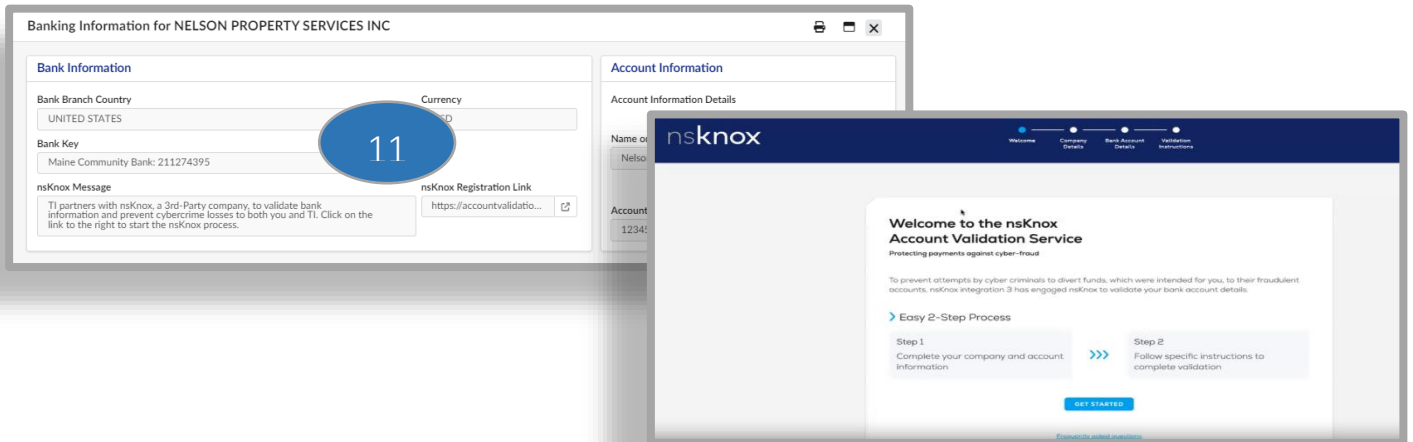 Banking Information for NELSON PROPERTY SERVICES INC
Bank Information
Bank Branch Country
Currency
UNITED STATES
Bank Key
Maine Community Bank: 211274395
11
nsKnox Message
nsKnox Registration Link
TI partners with nsKnox, a 3rd-Party company, to validate bank
information and prevent cybercrime losses to both you and TI. Click on the
link to the right to start the nsKnox process.
https://accountvalidatio...
Account Information
Account Information Details
Name
Nelso
Account
12345
nsknox
Welcome
Company
Details
Bank Account
Details
Validation
Instructions
Welcome to the nsKnox
Account Validation Service
Protecting payments against cyber-fraud
To prevent attempts by cyber criminals to divert funds, which were intended for you, to their fraudulent
accounts, nsKnox integration 3 has engaged nsKnox to validate your bank account details.
Easy 2-Step Process
Step 1
Complete your company and account
information
Step 2
Follow specific instructions to
complete validation
GET STARTED
Frequently asked questions